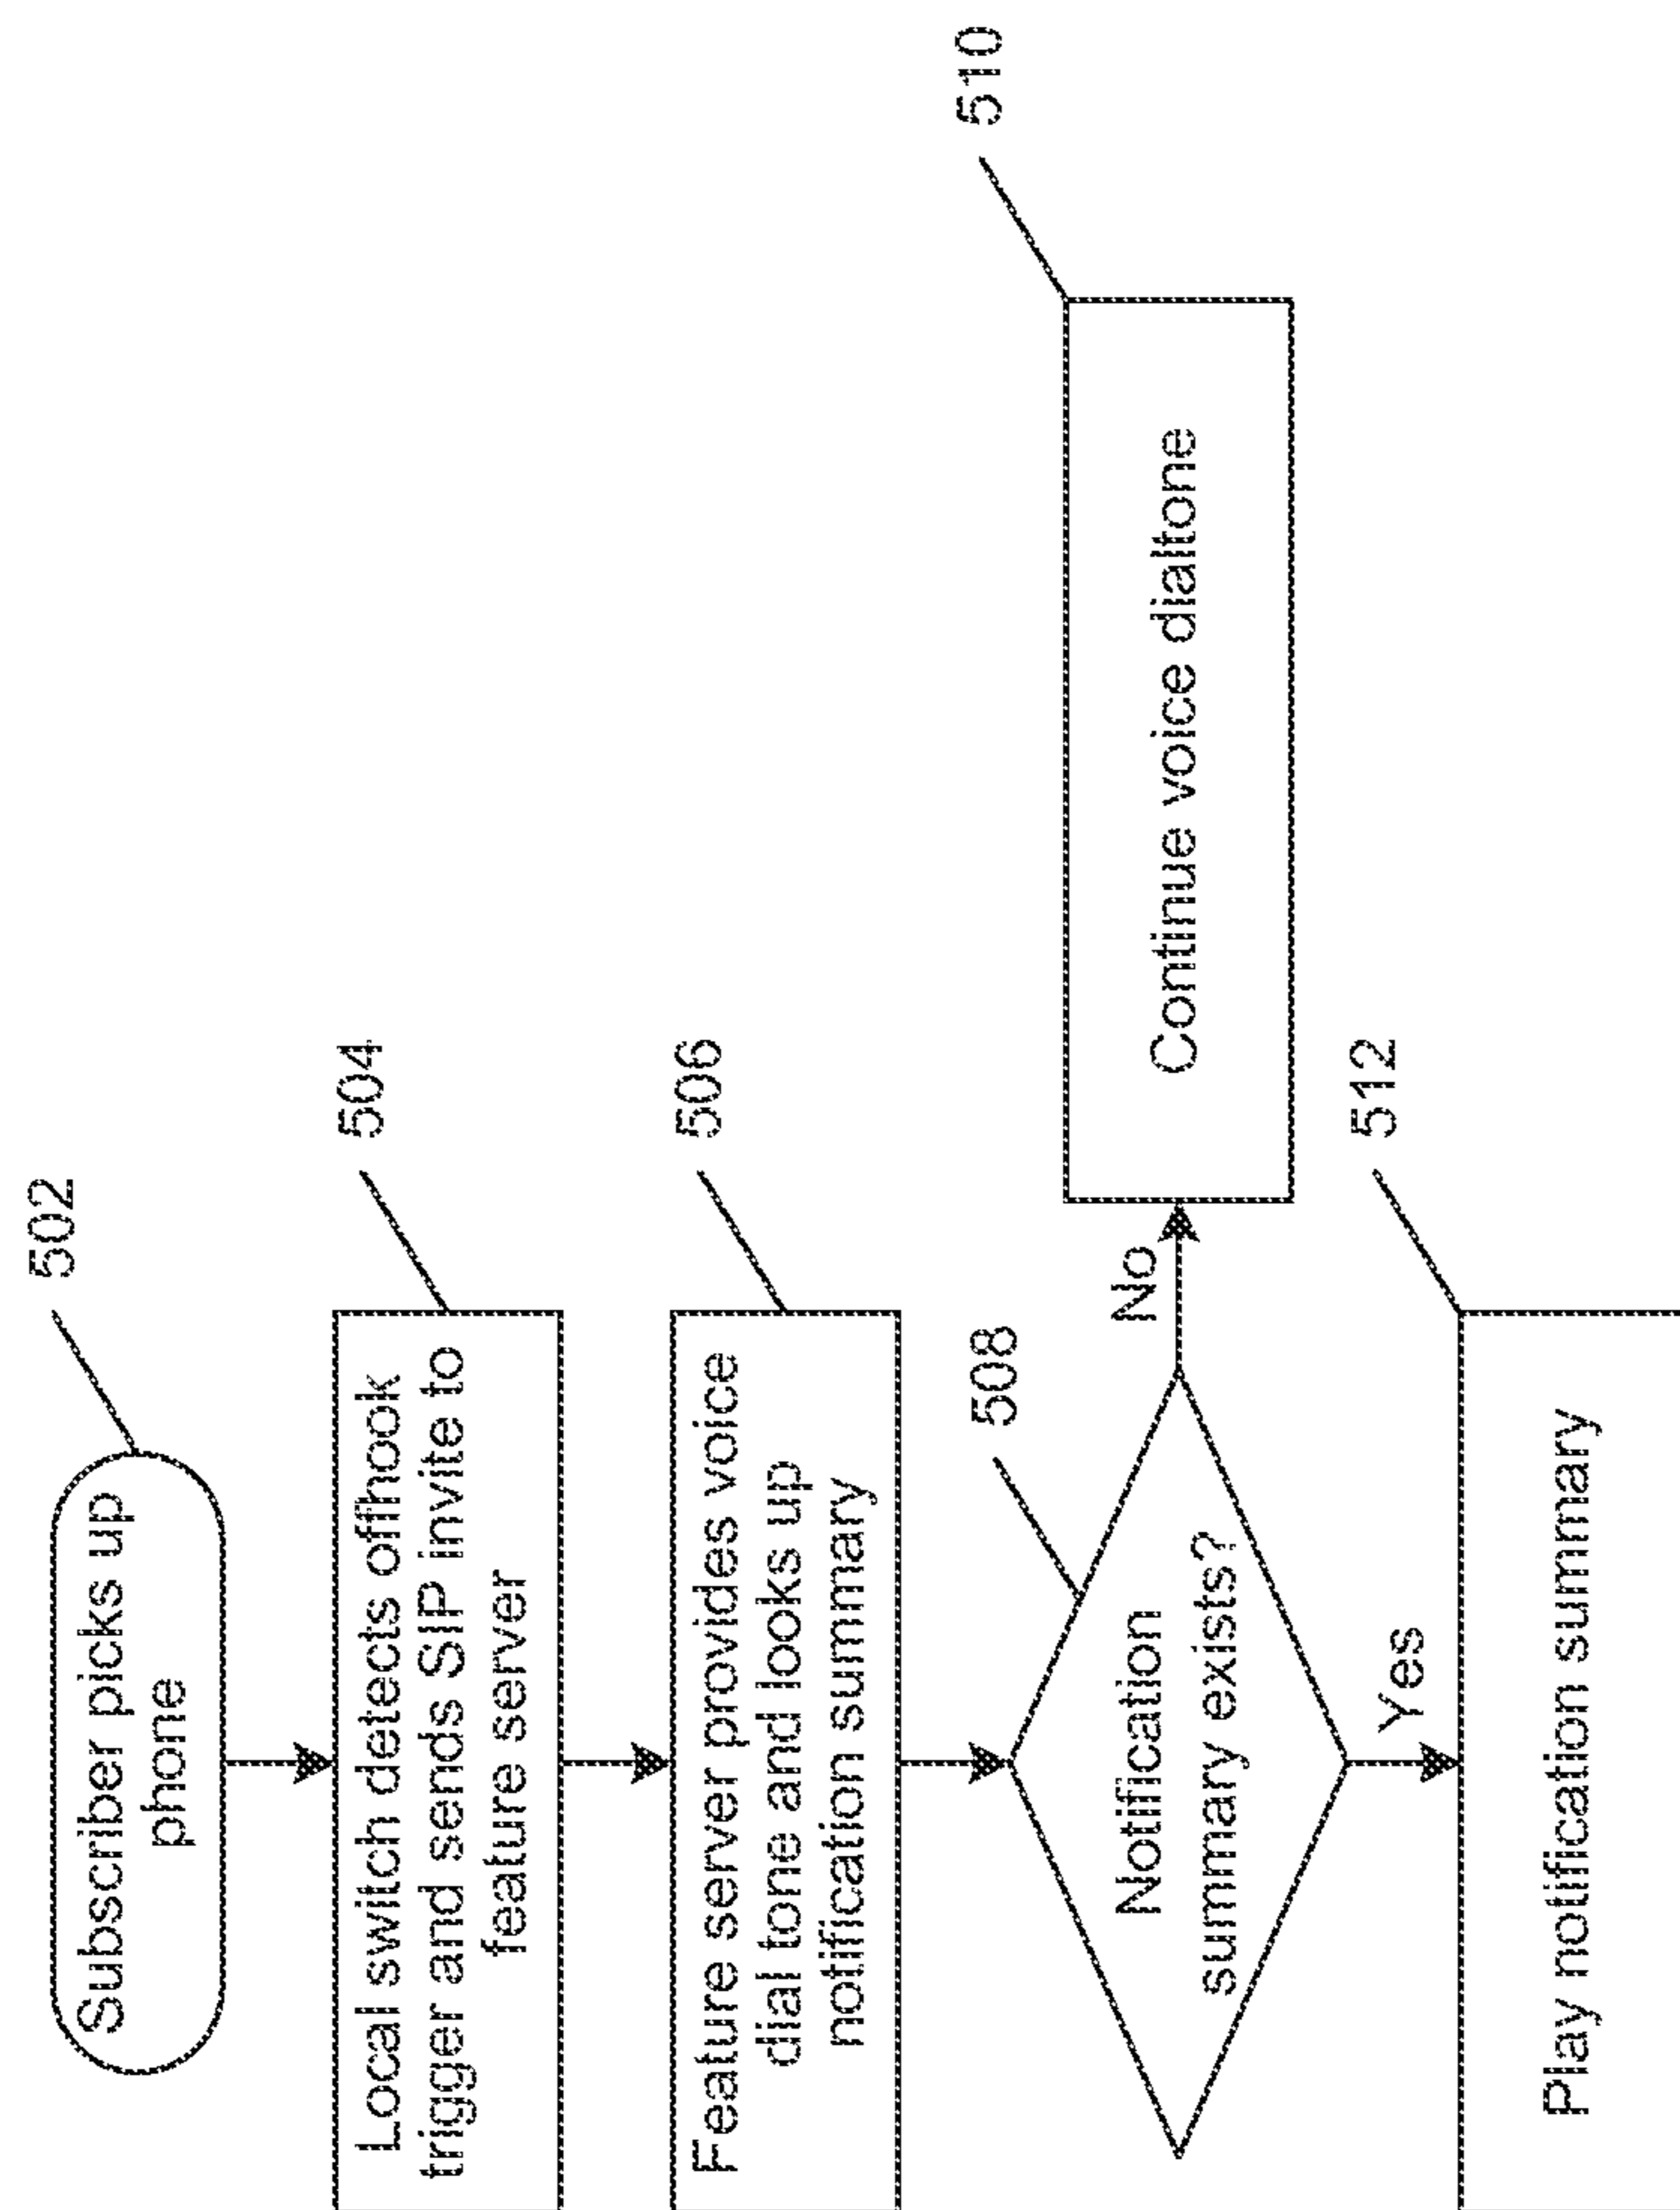 502
Subscriber picks up
phone
504
Local switch detects offhook
trigger and sends SIP invite to
feature server
506
Feature server provides voice
dial tone and looks up
notification summary
508
Notification
summary exists?
No
510
Continue voice dialtone
Yes
512
Play notification summary